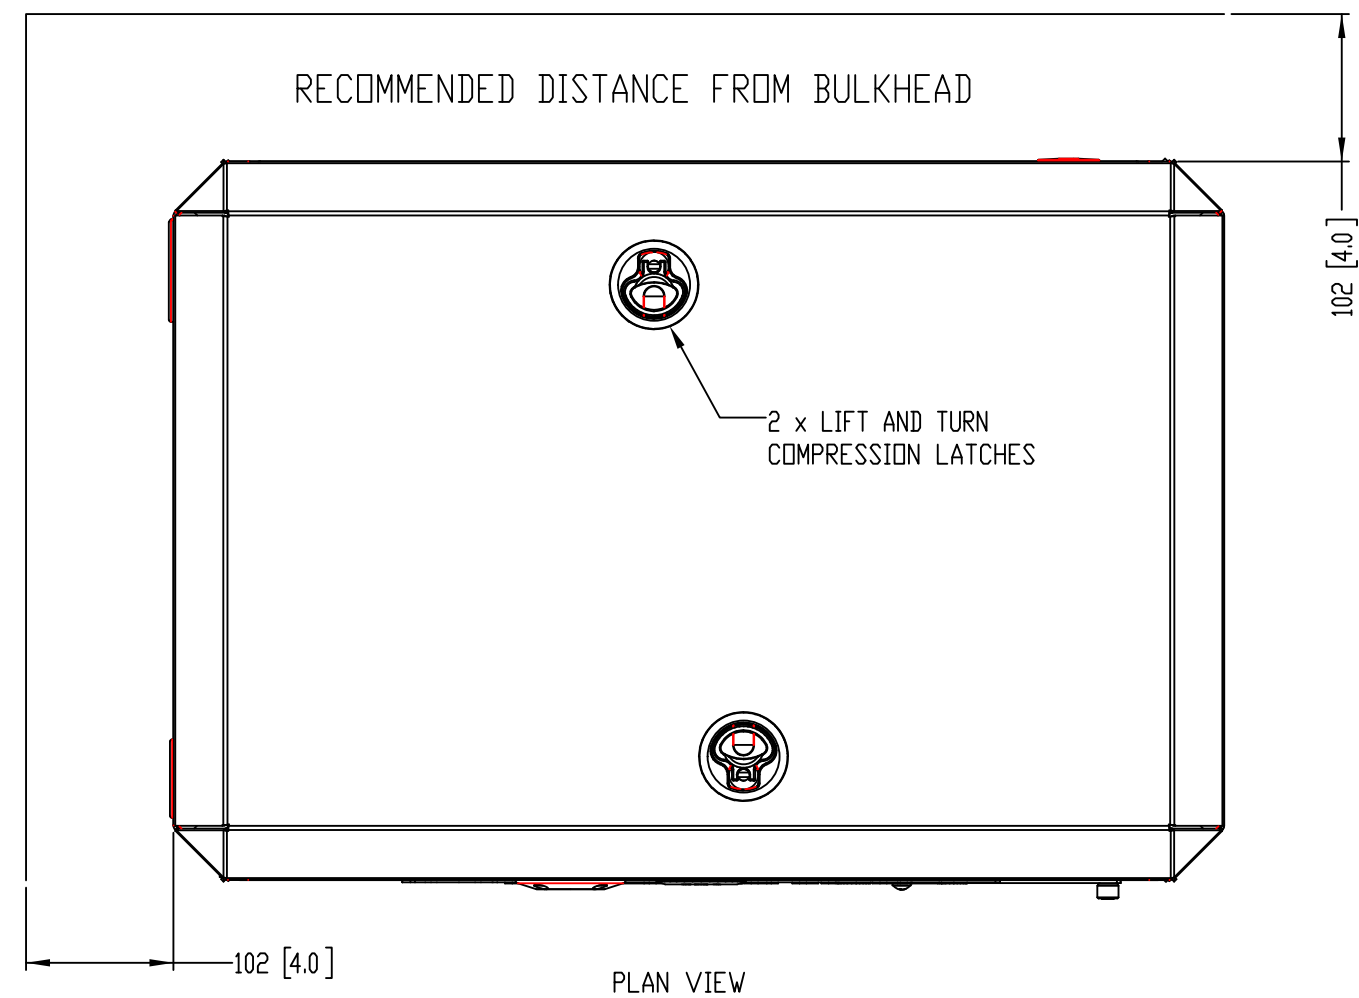 RECOMMENDED DISTANCE FROM BULKHEAD
102 [4.0]
2 x LIFT AND TURN
COMPRESSION LATCHES
102 [4.0]
PLAN VIEW